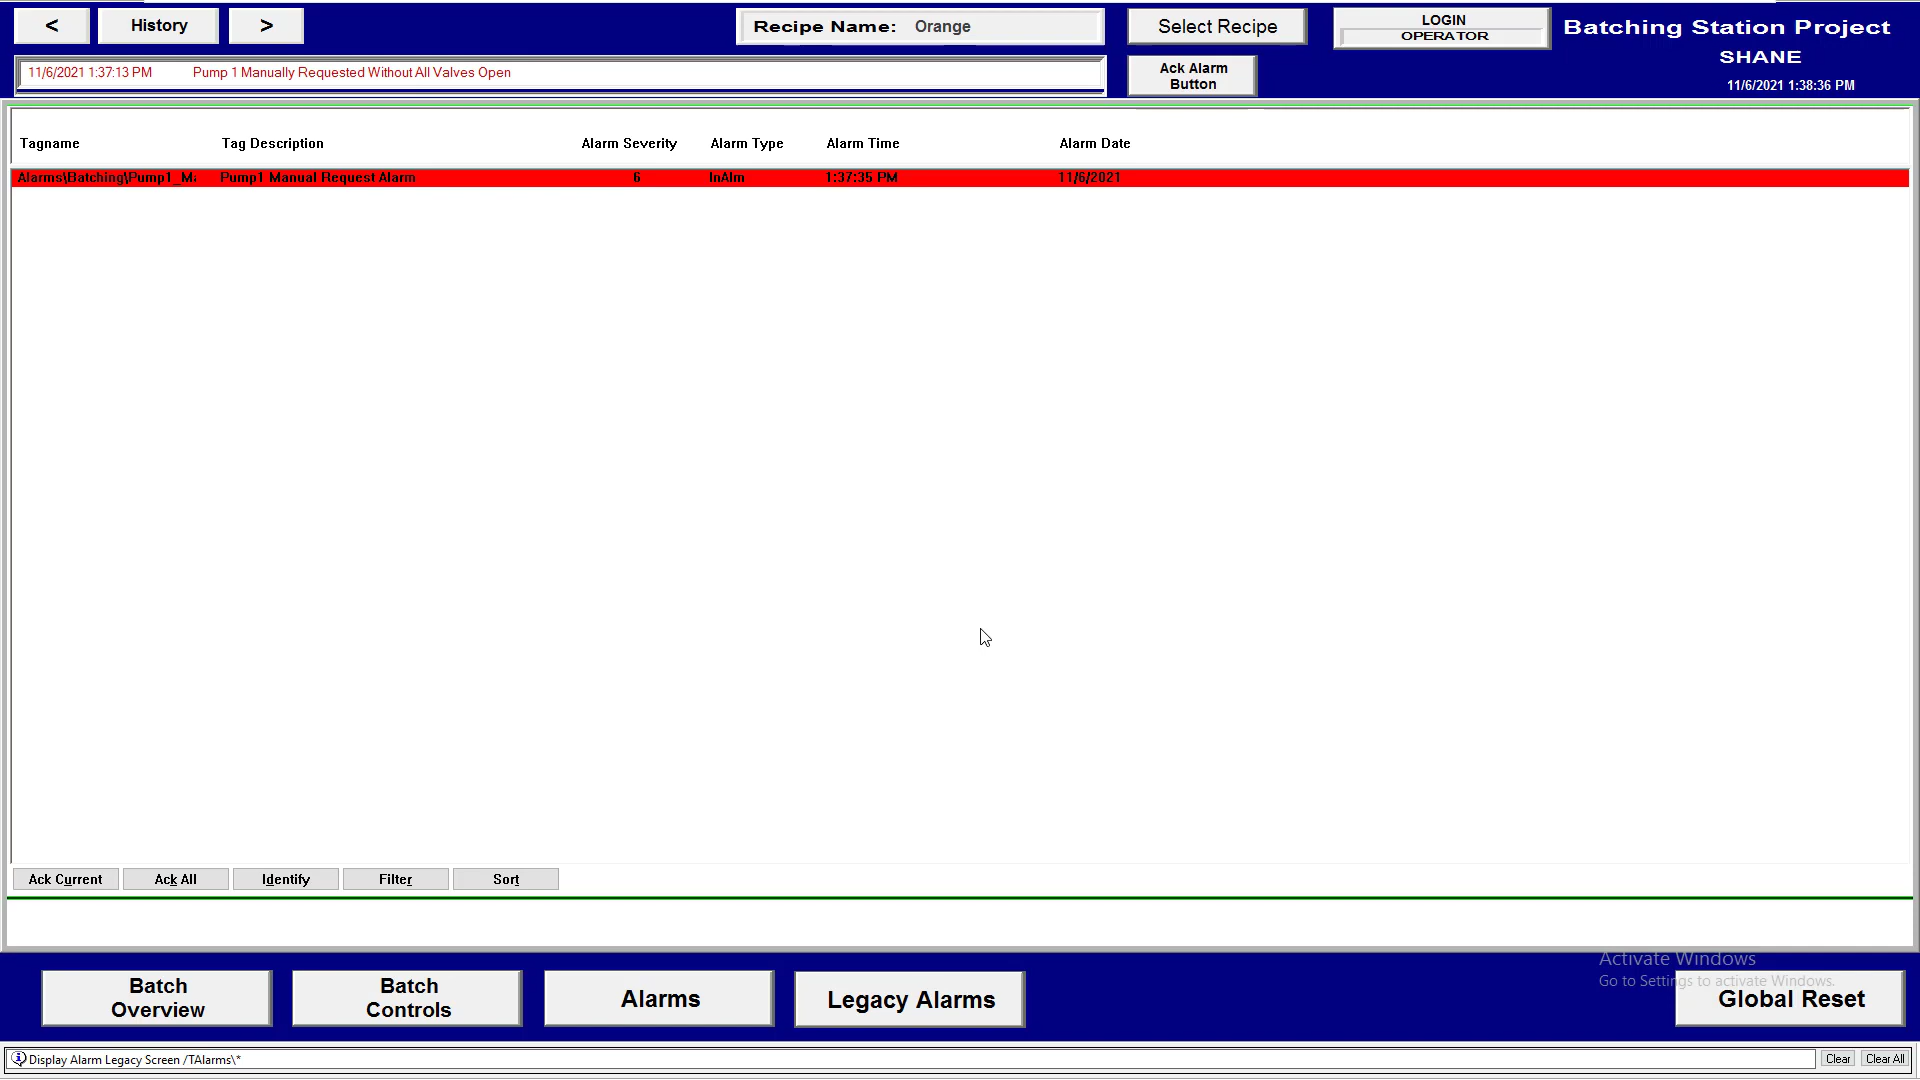 < History > Recipe Name: Orange Select Recipe LOGIN
OPERATOR
Batching Station Project
SHANE
11/6/2021 1:38:36 PM
11/6/2021 1:37:13 PM Pump 1 Manually Requested Without All Valves Open
Ack Alarm
Button
Tagname Tag Description Alarm Severity Alarm Type Alarm Time Alarm Date
Alarms\Batching\Pump1_M Pump1 Manual Request Alarm 6 InAlm 1:37:35 PM 11/6/2021
Ack Current Ack All Identify Filter Sort
Batch
Overview
Batch
Controls
Alarms
Legacy Alarms
Activate Windows
Go to Settings to activate Windows.
Global Reset
Display Alarm Legacy Screen /TAlarms\* Clear Clear All